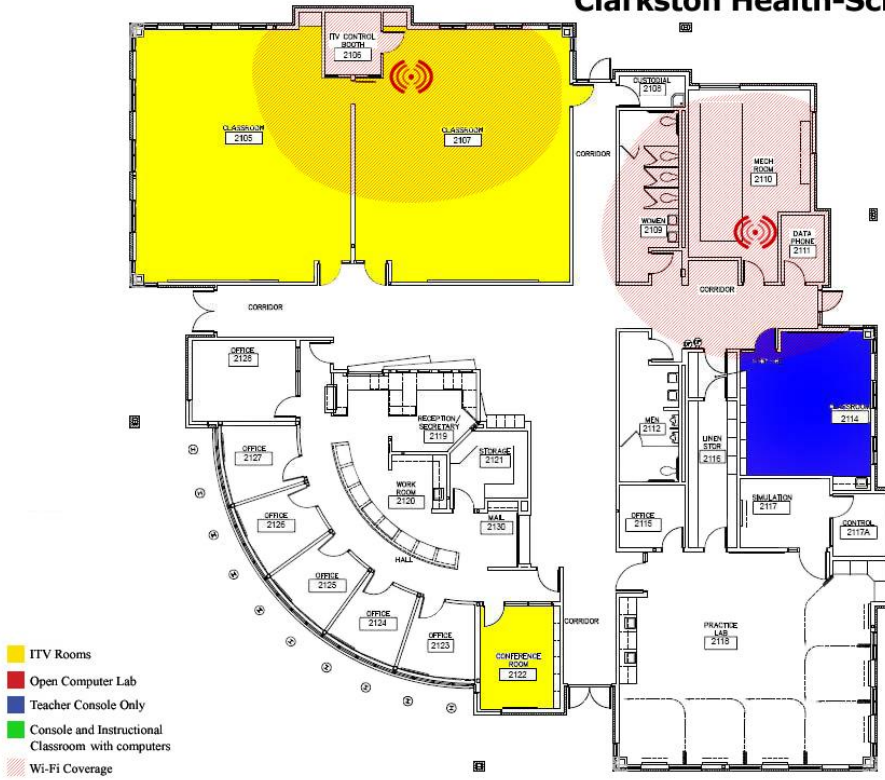 Clarkston Health-Sc
ITV CONTROL
BOOTH
2106
CUSTODIAL
2108
CLASSROOM
2105
CLASSROOM
2107
CORRIDOR
MECH
ROOM
2110
WOMEN
2109
DATA
PHONE
2111
CORRIDOR
CORRIDOR
OFFICE
2128
RECEPTION/
SECRETARY
2119
MEN
2112
CLASSROOM
2114
OFFICE
2127
STORAGE
2121
LINEN
STOR
2116
WORK
ROOM
2120
OFFICE
2126
MAIL
2130
OFFICE
2115
SIMULATION
2117
CONTROL
2117A
HALL
OFFICE
2125
OFFICE
2124
OFFICE
2123
CONFERENCE
ROOM
2122
CORRIDOR
PRACTICE
LAB
2118
ITV Rooms
Open Computer Lab
Teacher Console Only
Console and Instructional
Classroom with computers
Wi-Fi Coverage